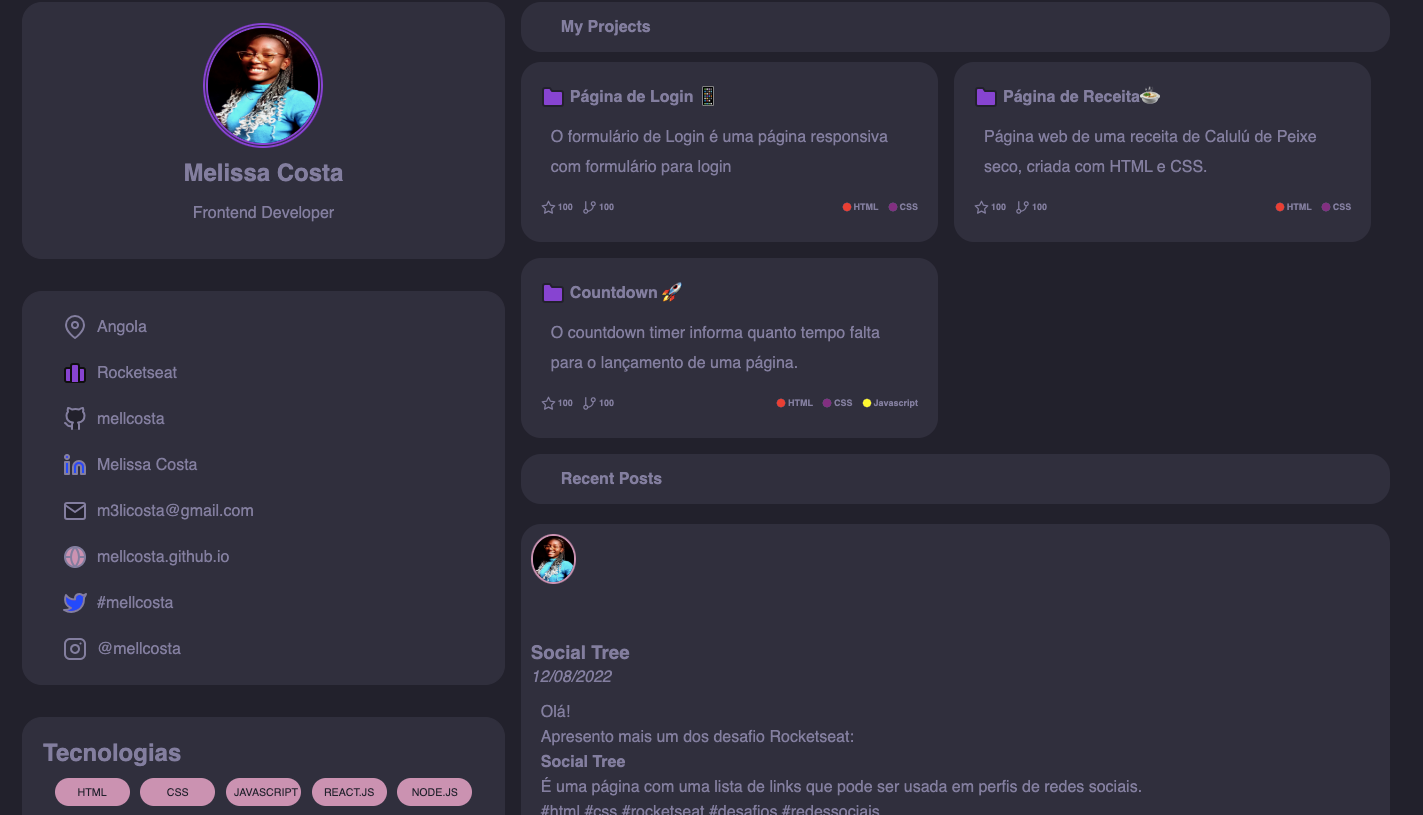 Melissa Costa
Frontend Developer
Angola
Rocketseat
mellcosta
Melissa Costa
m3licosta@gmail.com
mellcosta.github.io
#mellcosta
@mellcosta
Tecnologias
HTML
CSS
JAVASCRIPT
REACT.JS
NODE.JS
My Projects
Página de Login
O formulário de Login é uma página responsiva
com formulário para login
100
100
HTML
CSS
Página de Receita
Página web de uma receita de Calulú de Peixe
seco, criada com HTML e CSS.
100
100
HTML
CSS
Countdown
O countdown timer informa quanto tempo falta
para o lançamento de uma página.
100
100
HTML
CSS
Javascript
Recent Posts
Social Tree
12/08/2022
Olá!
Apresento mais um dos desafio Rocketseat:
Social Tree
É uma página com uma lista de links que pode ser usada em perfis de redes sociais.
#html #css #rocketseat #desafios #redessociais